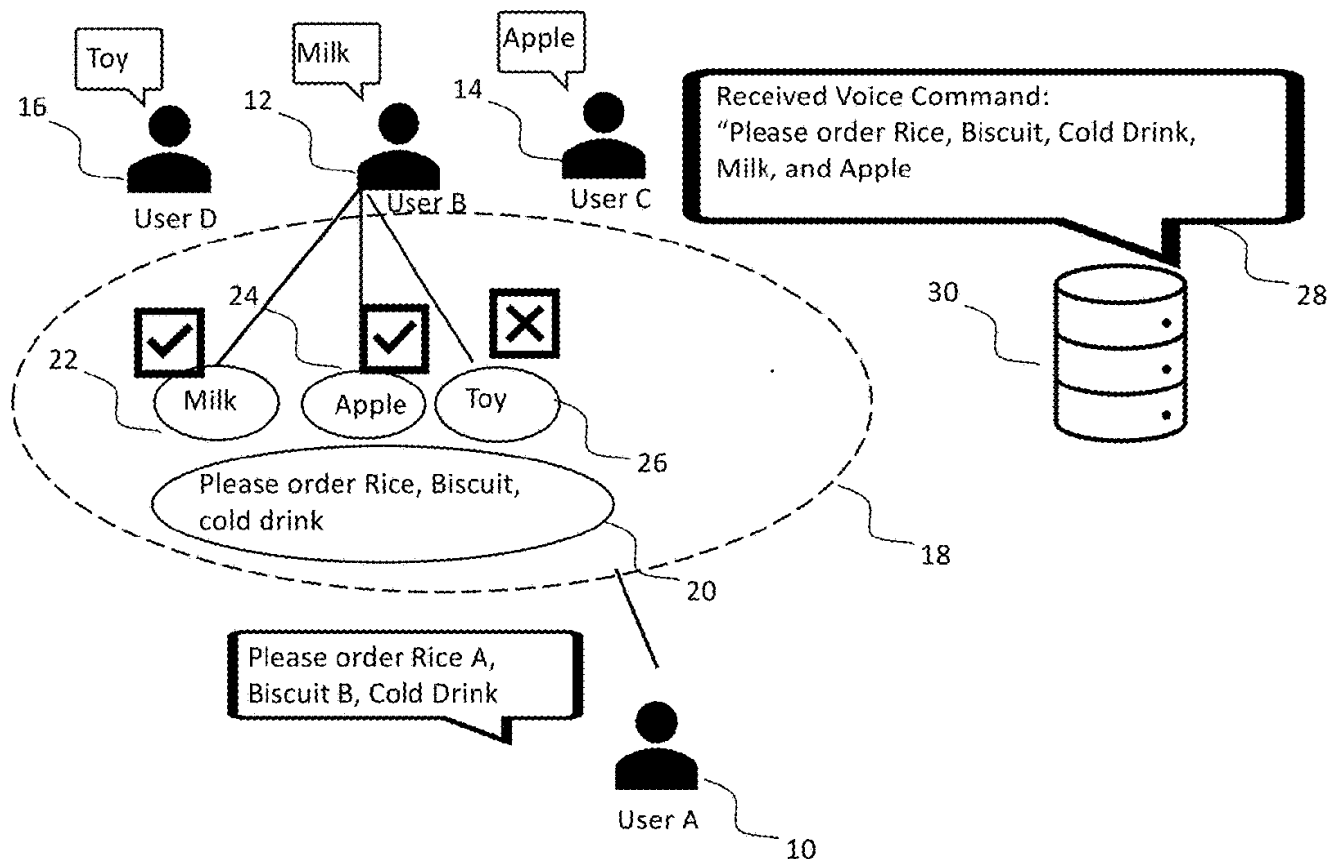 Toy
Milk
Apple
16
12
14
User D
User B
User C
Received Voice Command:
“Please order Rice, Biscuit, Cold Drink,
Milk, and Apple
28
30
24
22
Milk
Apple
Toy
26
Please order Rice, Biscuit,
cold drink
18
20
Please order Rice A,
Biscuit B, Cold Drink
User A
10